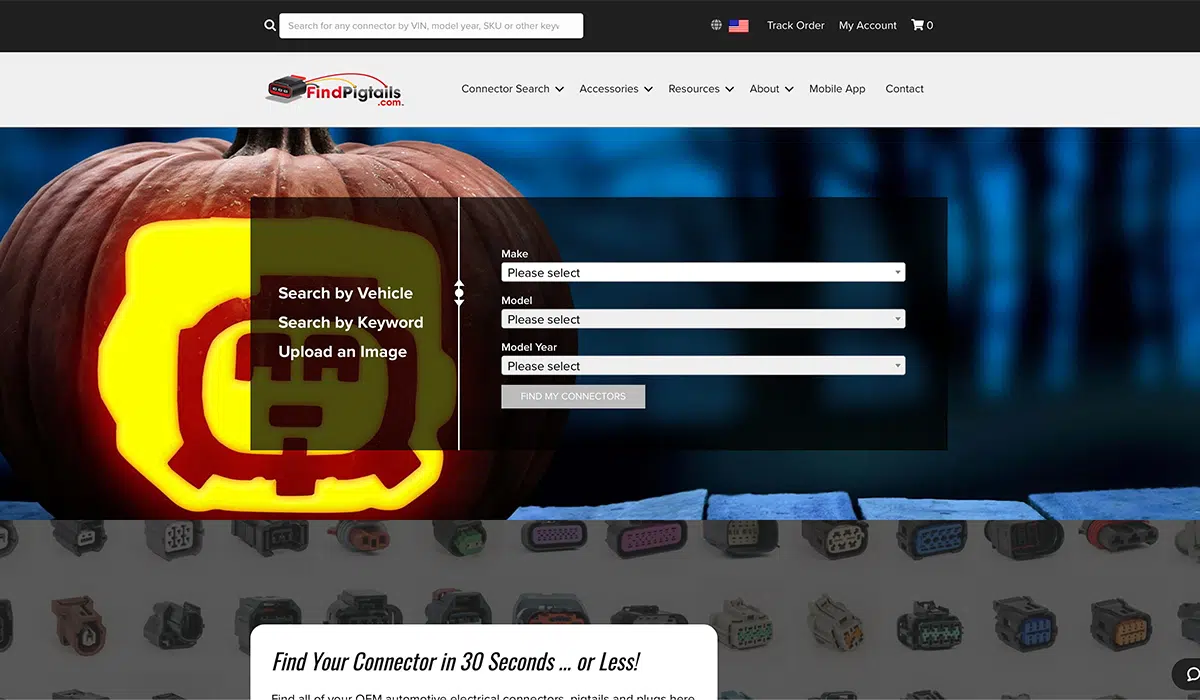 Search for any connector by VIN, model year, SKU or other keyw
Track Order
My Account
0
FindPigtails
.com.
Connector Search
Accessories
Resources
About
Mobile App
Contact
Search by Vehicle
Search by Keyword
Upload an Image
Make
Please select
Model
Please select
Model Year
Please select
FIND MY CONNECTORS
Find Your Connector in 30 Seconds ... or Less!
Find all of your OEM automotive electrical connectors, pigtails and plugs here